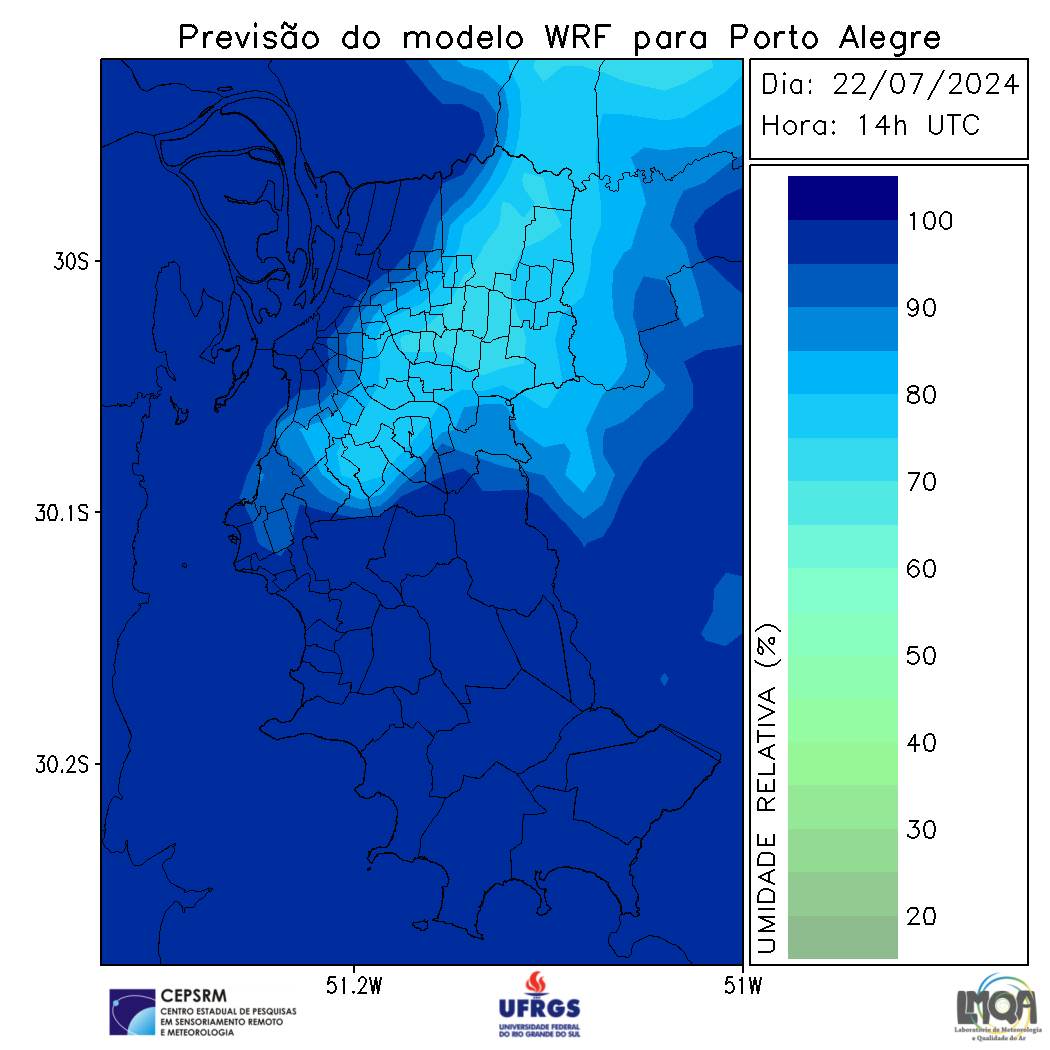 Previsão do modelo WRF para Porto Alegre
Dia: 22/07/2024
Hora: 14h UTC
30S
30.1S
30.2S
51.2W
51W
UMIDADE RELATIVA (%)
100
90
80
70
60
50
40
30
20
CEPSRM
CENTRO ESTADUAL DE PESQUISAS
EM SENSORIAMENTO REMOTO
E METEOROLOGIA
UFRGS
UNIVERSIDADE FEDERAL
DO RIO GRANDE DO SUL
LMQA
Laboratório de Meteorologia
e Qualidade do Ar